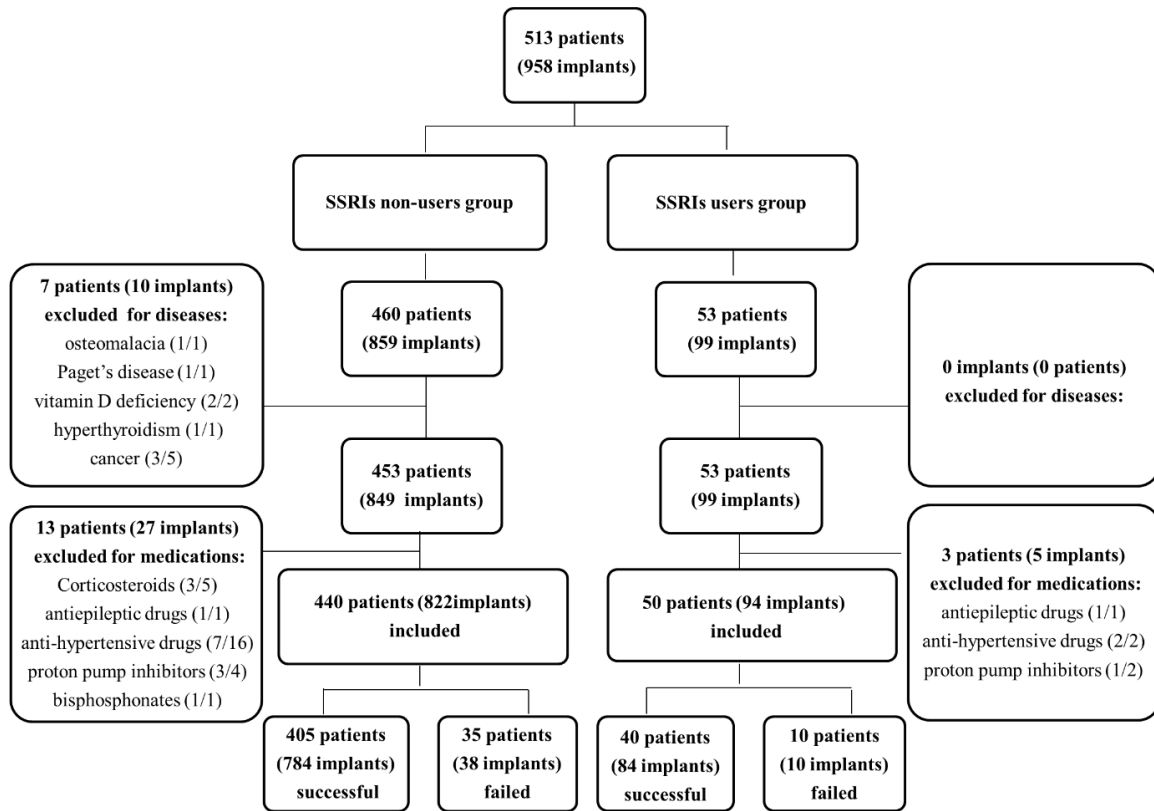 513 patients
(958 implants)
SSRIs non-users group
SSRIs users group
7 patients (10 implants)
excluded for diseases:
osteomalacia (1/1)
Paget's disease (1/1)
vitamin D deficiency (2/2)
hyperthyroidism (1/1)
cancer (3/5)
460 patients
(859 implants)
53 patients
(99 implants)
0 implants (0 patients)
excluded for diseases:
453 patients
(849 implants)
53 patients
(99 implants)
13 patients (27 implants)
excluded for medications:
Corticosteroids (3/5)
antiepileptic drugs (1/1)
anti-hypertensive drugs (7/16)
proton pump inhibitors (3/4)
bisphosphonates (1/1)
440 patients (822implants)
included
50 patients (94 implants)
included
3 patients (5 implants)
excluded for medications:
antiepileptic drugs (1/1)
anti-hypertensive drugs (2/2)
proton pump inhibitors (1/2)
405 patients
(784 implants)
successful
35 patients
(38 implants)
failed
40 patients
(84 implants)
successful
10 patients
(10 implants)
failed